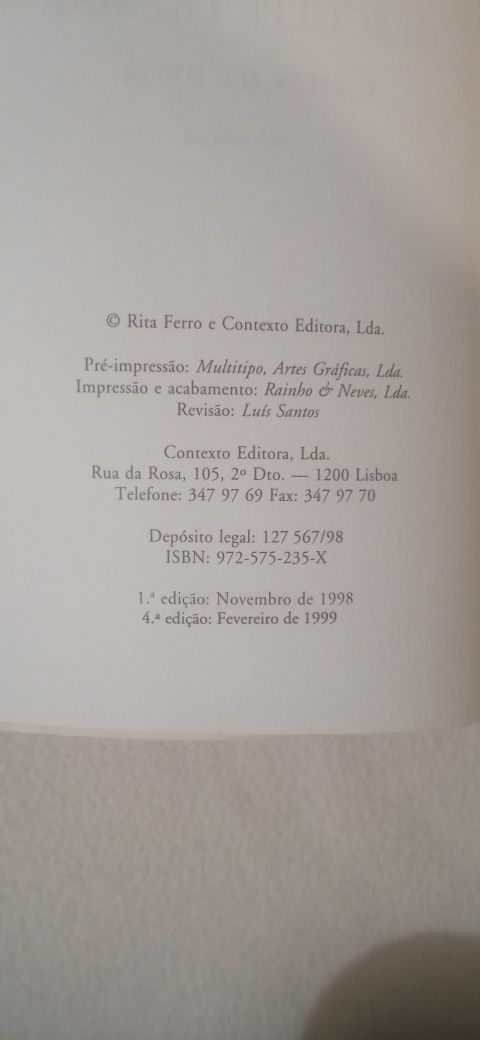 © Rita Ferro e Contexto Editora, Lda.
Pré-impressão: Multitipo, Artes Gráficas, Lda.
Impressão e acabamento: Rainho & Neves, Lda.
Revisão: Luís Santos
Contexto Editora, Lda.
Rua da Rosa, 105, 2º Dto. — 1200 Lisboa
Telefone: 347 97 69 Fax: 347 97 70
Depósito legal: 127 567/98
ISBN: 972-575-235-X
1.ª edição: Novembro de 1998
4.ª edição: Fevereiro de 1999